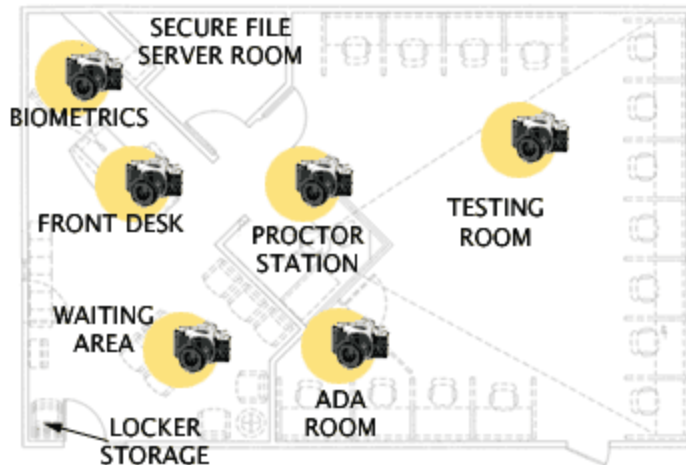 SECURE FILE
SERVER ROOM
BIOMETRICS
FRONT DESK
PROCTOR
STATION
TESTING
ROOM
WAITING
AREA
ADA
ROOM
LOCKER
STORAGE